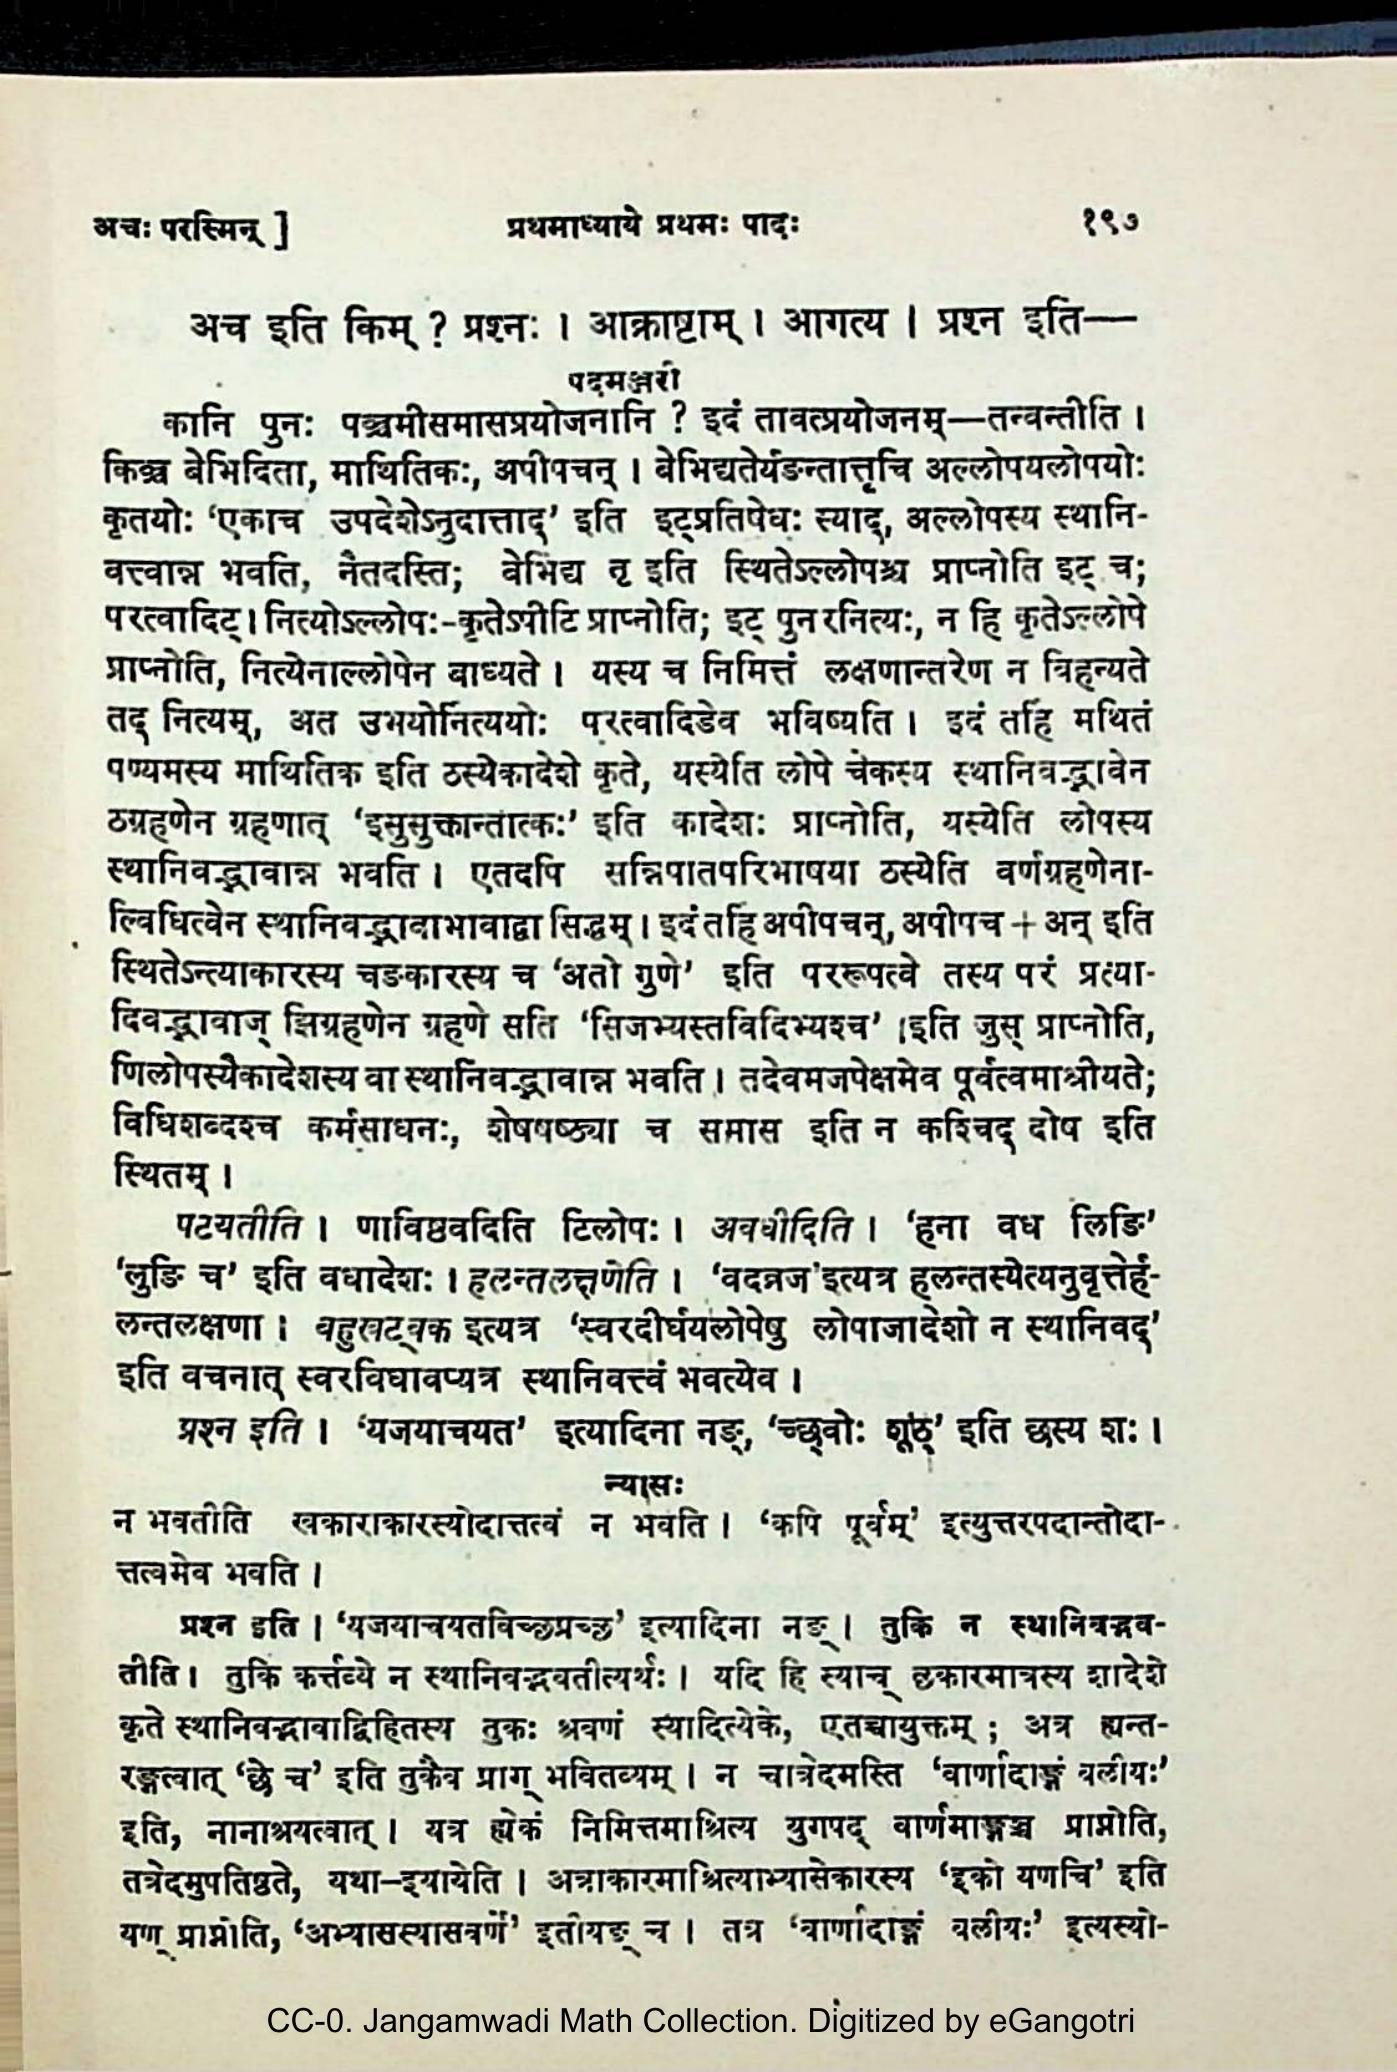 अचः परस्मिन् ] प्रथमाध्याये प्रथमः पादः १९७
अच इति किम् ? प्रश्नः । आक्राष्टाम् । आगत्य । प्रश्न इति—
पदमञ्जरी
कानि पुनः पञ्चमीसमासप्रयोजनानि ? इदं तावत्प्रयोजनम्—तन्वन्तीति ।
किञ्च बेभिदिता, माथितिकः, अपीपचन् । बेभिद्यतेर्यङन्तात्तृचि अल्लोपयलोपयोः
कृतयोः ‘एकाच उपदेशेऽनुदात्ताद्’ इति इट्प्रतिषेधः स्याद्, अल्लोपस्य स्थानि-
वत्त्वान्न भवति, नैतदस्ति; बेभिद्य तृ इति स्थितेऽल्लोपश्च प्राप्नोति इट् च;
परत्वादिट् । नित्योऽल्लोपः-कृतेऽपीटि प्राप्नोति; इट् पुनरनित्यः, न हि कृतेऽल्लोपे
प्राप्नोति, नित्येनाल्लोपेन बाध्यते । यस्य च निमित्तं लक्षणान्तरेण न विहन्यते
तद् नित्यम्, अत उभयोर्नित्ययोः परत्वादिडेव भविष्यति । इदं तर्हि मथितं
पण्यमस्य माथितिक इति ठस्येकादेशे कृते, यस्येति लोपे चेकस्य स्थानिवद्भावेन
ठग्रहणेन ग्रहणात् ‘इसुसुक्तान्तात्कः’ इति कादेशः प्राप्नोति, यस्येति लोपस्य
स्थानिवद्भावान्न भवति । एतदपि सन्निपातपरिभाषया ठस्येति वर्णग्रहणेना-
ल्विधित्वेन स्थानिवद्भावाभावाद्वा सिद्धम् । इदं तर्हि अपीपचन्, अपीपच + अन् इति
स्थितेऽन्त्याकारस्य चङकारस्य च ‘अतो गुणे’ इति पररूपत्वे तस्य परं प्रत्या-
दिवद्भावाज् झिग्रहणेन ग्रहणे सति ‘सिजभ्यस्तविदिभ्यश्च’ ।इति जुस् प्राप्नोति,
णिलोपस्यैकादेशस्य वा स्थानिवद्भावान्न भवति । तदेवमजपेक्षमेव पूर्वत्वमाश्रीयते;
विधिशब्दश्च कर्मसाधनः, शेषषष्ठ्या च समास इति न कश्चिद् दोष इति
स्थितम् ।
पटयतीति । णाविष्ठवदिति टिलोपः । अवधीदिति । ‘हनो वध लिङि’
‘लुङि च’ इति वधादेशः । हलन्तलक्षणेति । ‘वदव्रज’इत्यत्र हलन्तस्येत्यनुवृत्तेर्ह-
लन्तलक्षणा । बहुखट्वक इत्यत्र ‘स्वरदीर्घयलोपेषु लोपाजादेशो न स्थानिवद्’
इति वचनात् स्वरविधावप्यत्र स्थानिवत्त्वं भवत्येव ।
प्रश्न इति । ‘यजयाचयत’ इत्यादिना नङ्, ‘च्छ्वोः शूठ्’ इति छस्य शः ।
न्यासः
न भवतीति खकाराकारस्योदात्तत्वं न भवति । ‘कपि पूर्वम्’ इत्युत्तरपदान्तोदा-
त्तत्वमेव भवति ।
प्रश्न इति । ‘यजयाचयतविच्छप्रच्छ’ इत्यादिना नङ् । तुकि न स्थानिवद्भव-
तीति । तुकि कर्त्तव्ये न स्थानिवद्भवतीत्यर्थः । यदि हि स्याच् छकारमात्रस्य शादेशे
कृते स्थानिवद्भावाद्विहितस्य तुकः श्रवणं स्यादित्येके, एतच्चायुक्तम् ; अत्र ह्यन्त-
रङ्गत्वात् ‘छे च’ इति तुकैव प्राग् भवितव्यम् । न चात्रेदमस्ति ‘वार्णादाङ्गं बलीयः’
इति, नानाश्रयत्वात् । यत्र ह्येकं निमित्तमाश्रित्य युगपद् वार्णमाङ्गञ्च प्राप्नोति,
तत्रेदमुपतिष्ठते, यथा–इयायेति । अत्राकारमाश्रित्याभ्यासेकारस्य ‘इको यणचि’ इति
यण् प्राप्नोति, ‘अभ्यासस्यासवर्णे’ इतीयङ् च । तत्र ‘वार्णादाङ्गं बलीयः’ इत्यस्यो-
CC-0. Jangamwadi Math Collection. Digitized by eGangotri